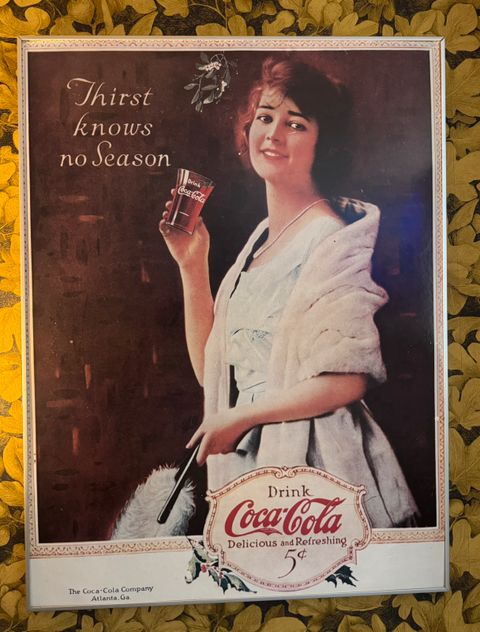 Thirst
knows
no Season
Drink
Coca-Cola
Drink
Coca-Cola
Delicious and Refreshing
5¢
The Coca-Cola Company
Atlanta, Ga.